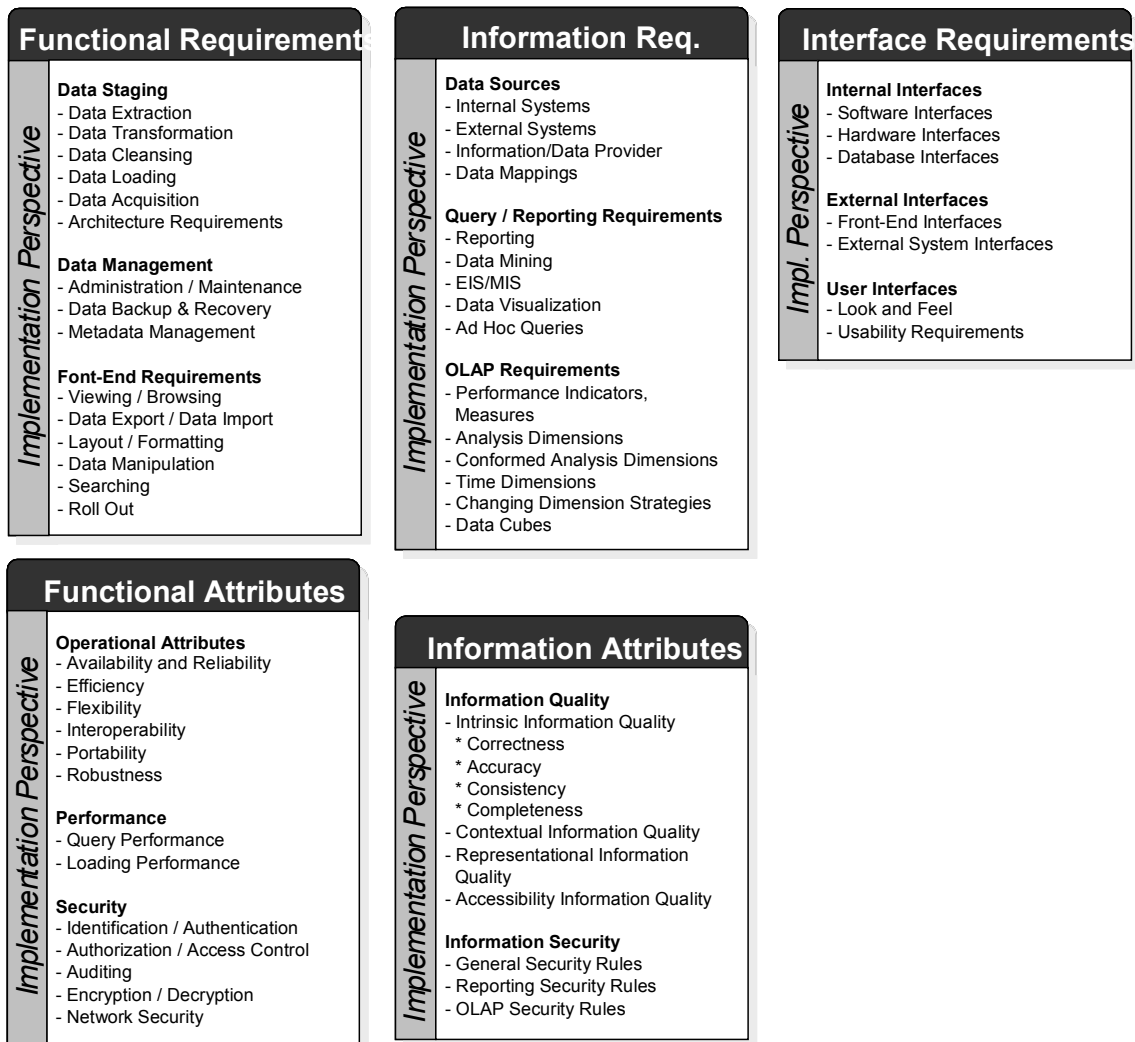 Functional Requirements
Implementation Perspective
Data Staging
- Data Extraction
- Data Transformation
- Data Cleansing
- Data Loading
- Data Acquisition
- Architecture Requirements
Data Management
- Administration / Maintenance
- Data Backup & Recovery
- Metadata Management
Font-End Requirements
- Viewing / Browsing
- Data Export / Data Import
- Layout / Formatting
- Data Manipulation
- Searching
- Roll Out
Information Req.
Implementation Perspective
Data Sources
- Internal Systems
- External Systems
- Information/Data Provider
- Data Mappings
Query / Reporting Requirements
- Reporting
- Data Mining
- EIS/MIS
- Data Visualization
- Ad Hoc Queries
OLAP Requirements
- Performance Indicators,
Measures
- Analysis Dimensions
- Conformed Analysis Dimensions
- Time Dimensions
- Changing Dimension Strategies
- Data Cubes
Interface Requirements
Impl. Perspective
Internal Interfaces
- Software Interfaces
- Hardware Interfaces
- Database Interfaces
External Interfaces
- Front-End Interfaces
- External System Interfaces
User Interfaces
- Look and Feel
- Usability Requirements
Functional Attributes
Implementation Perspective
Operational Attributes
- Availability and Reliability
- Efficiency
- Flexibility
- Interoperability
- Portability
- Robustness
Performance
- Query Performance
- Loading Performance
Security
- Identification / Authentication
- Authorization / Access Control
- Auditing
- Encryption / Decryption
- Network Security
Information Attributes
Implementation Perspective
Information Quality
- Intrinsic Information Quality
* Correctness
* Accuracy
* Consistency
* Completeness
- Contextual Information Quality
- Representational Information
Quality
- Accessibility Information Quality
Information Security
- General Security Rules
- Reporting Security Rules
- OLAP Security Rules